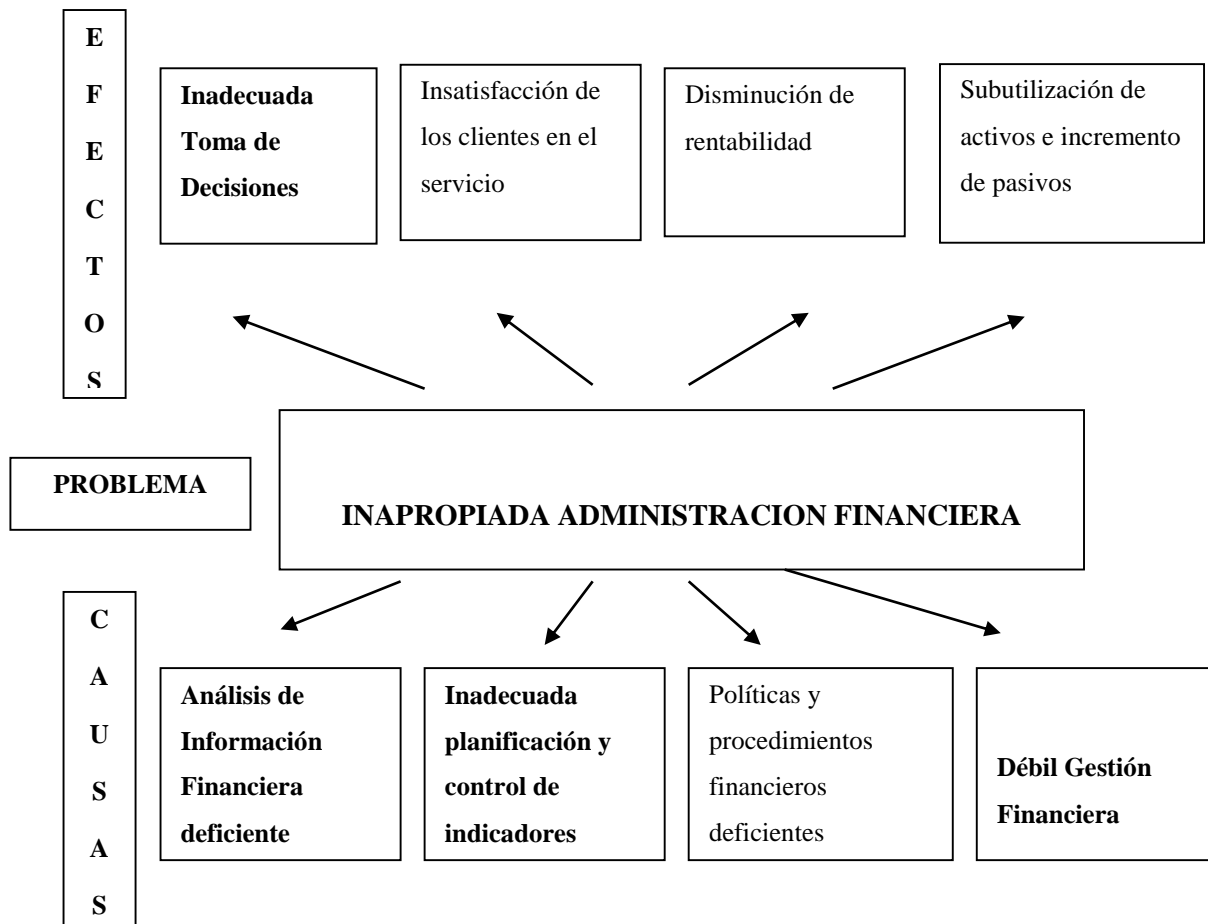 E
F
E
C
T
O
S
Inadecuada
Toma de
Decisiones
Insatisfacción de
los clientes en el
servicio
Disminución de
rentabilidad
Subutilización de
activos e incremento
de pasivos
PROBLEMA
INAPROPIADA ADMINISTRACION FINANCIERA
C
A
U
S
A
S
Análisis de
Información
Financiera
deficiente
Inadecuada
planificación y
control de
indicadores
Políticas y
procedimientos
financieros
deficientes
Débil Gestión
Financiera